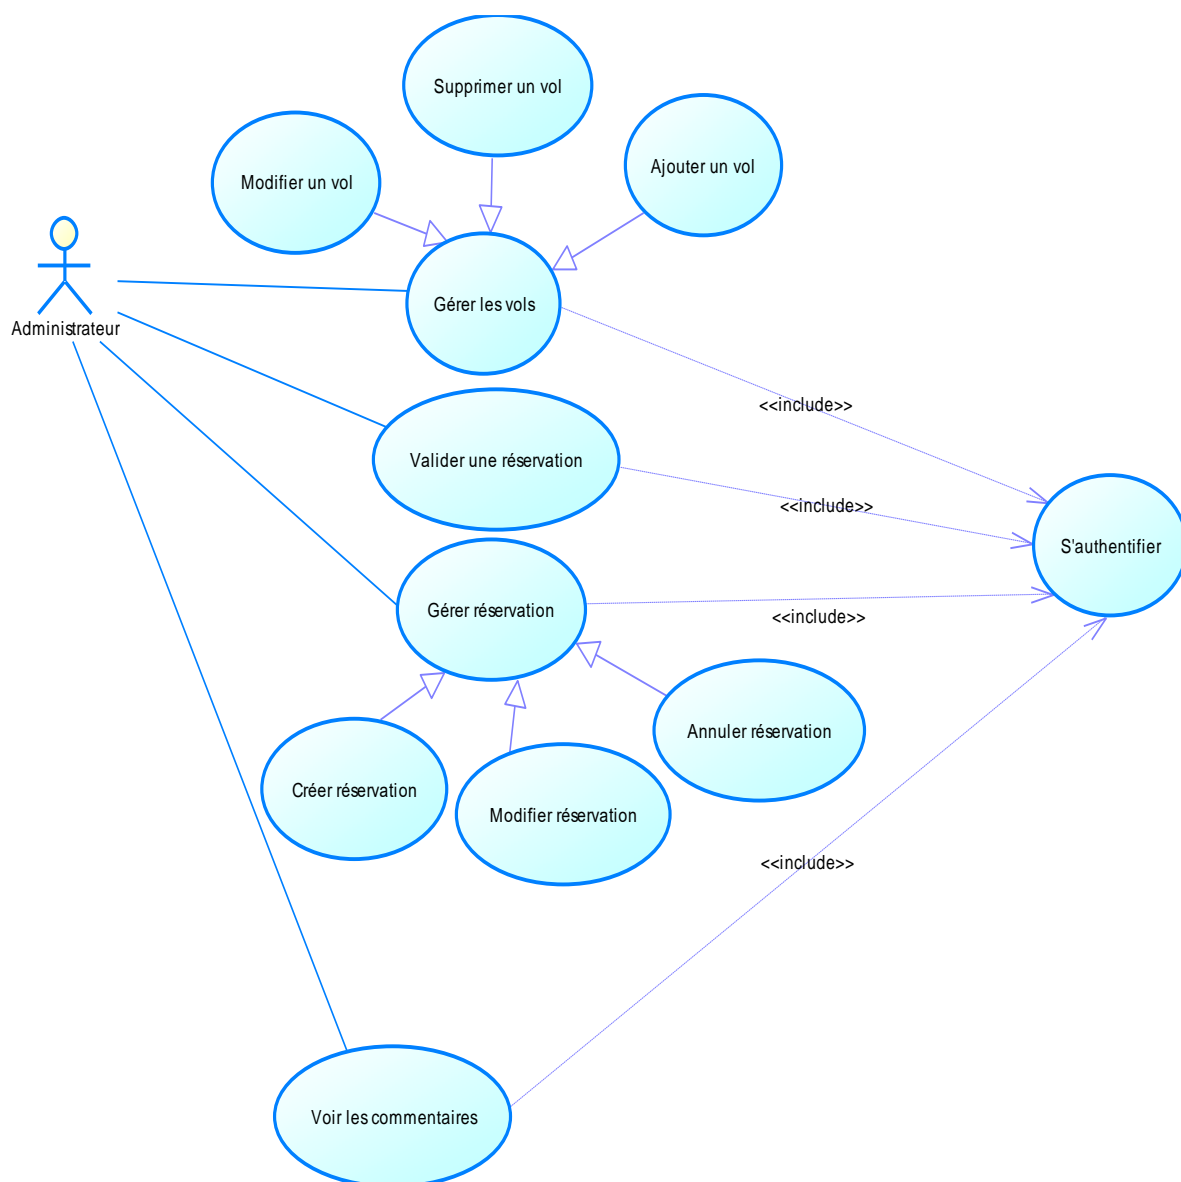 Supprimer un vol
Ajouter un vol
Modifier un vol
Gérer les vols
Administrateur
<<include>>
Valider une réservation
<<include>>
S'authentifier
Gérer réservation
<<include>>
Annuler réservation
Créer réservation
Modifier réservation
<<include>>
Voir les commentaires